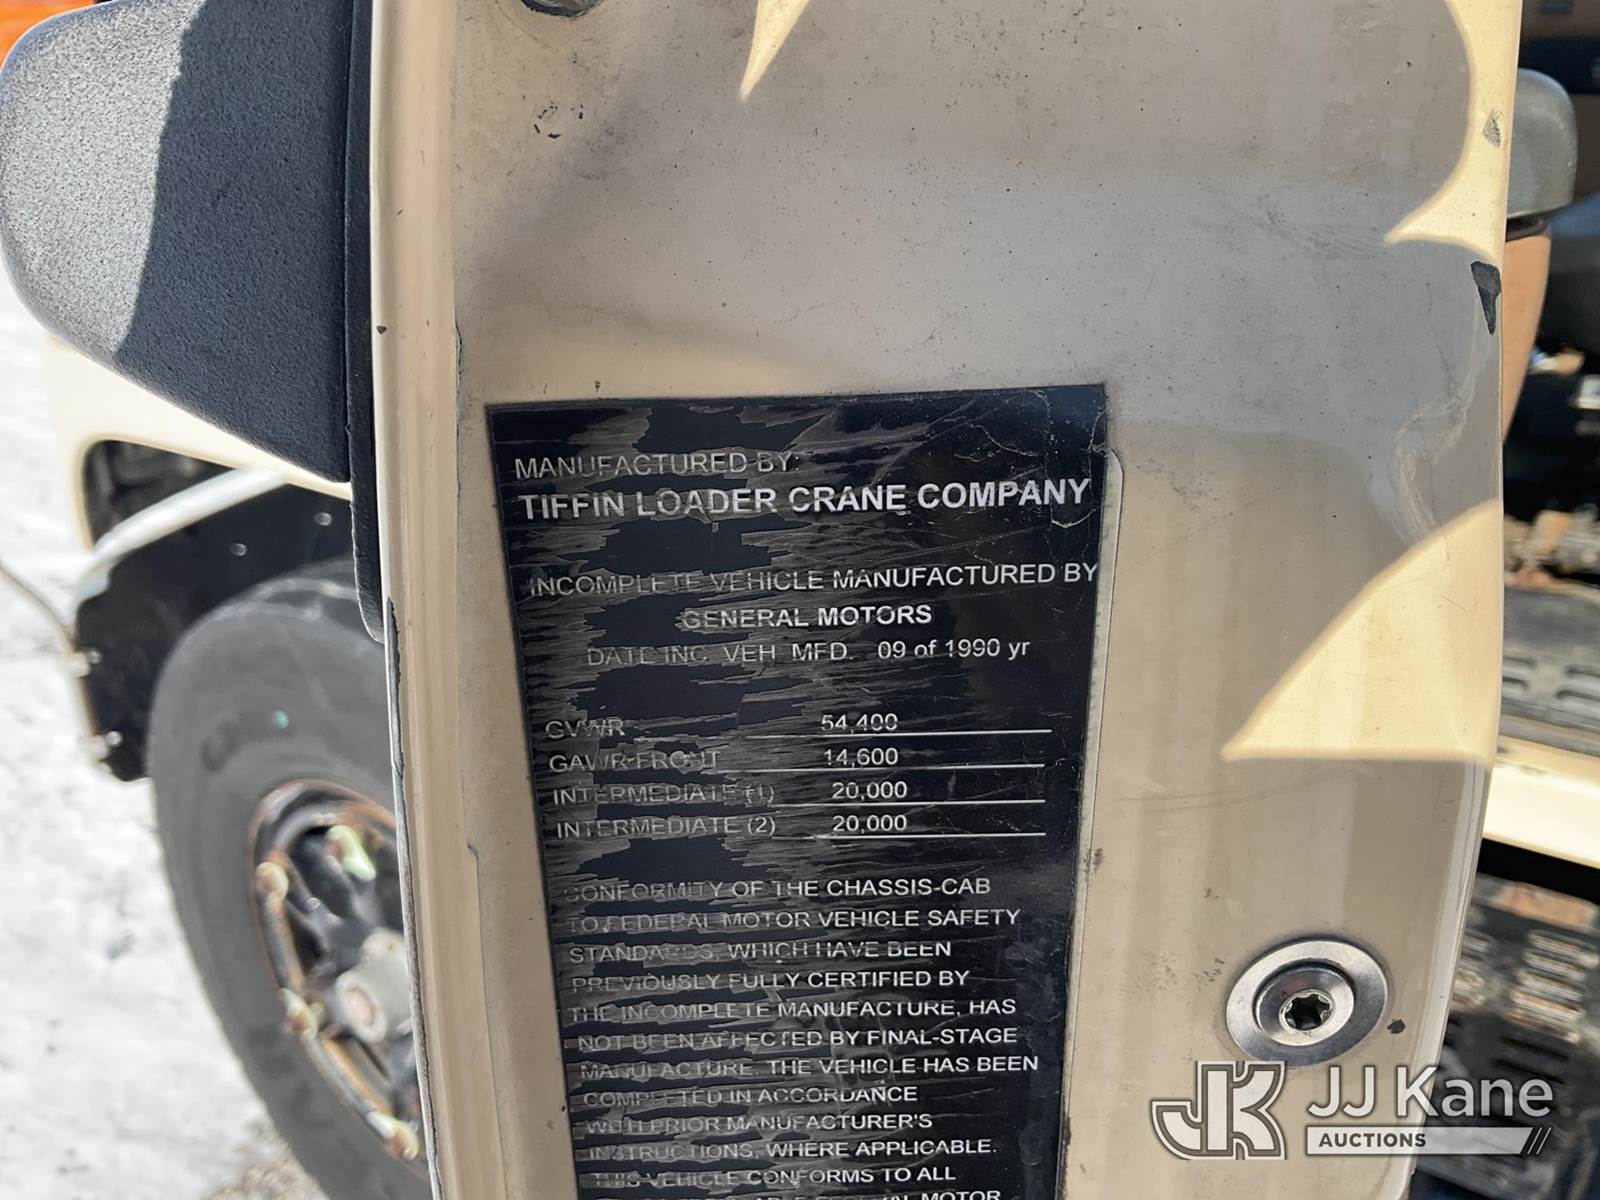 MANUFACTURED BY:
TIFFIN LOADER CRANE COMPANY
INCOMPLETE VEHICLE MANUFACTURED BY
GENERAL MOTORS
DATE INC. VEH. MFD. 09 of 1990 yr
GVWR 54,400
GAWR-FRONT 14,600
INTERMEDIATE (1) 20,000
INTERMEDIATE (2) 20,000
CONFORMITY OF THE CHASSIS-CAB
TO FEDERAL MOTOR VEHICLE SAFETY
STANDARDS, WHICH HAVE BEEN
PREVIOUSLY FULLY CERTIFIED BY
THE INCOMPLETE MANUFACTURE, HAS
NOT BEEN AFFECTED BY FINAL-STAGE
MANUFACTURE. THE VEHICLE HAS BEEN
COMPLETED IN ACCORDANCE
WITH PRIOR MANUFACTURER'S
INSTRUCTIONS, WHERE APPLICABLE.
THIS VEHICLE CONFORMS TO ALL
MOTOR
JK JJ Kane
AUCTIONS